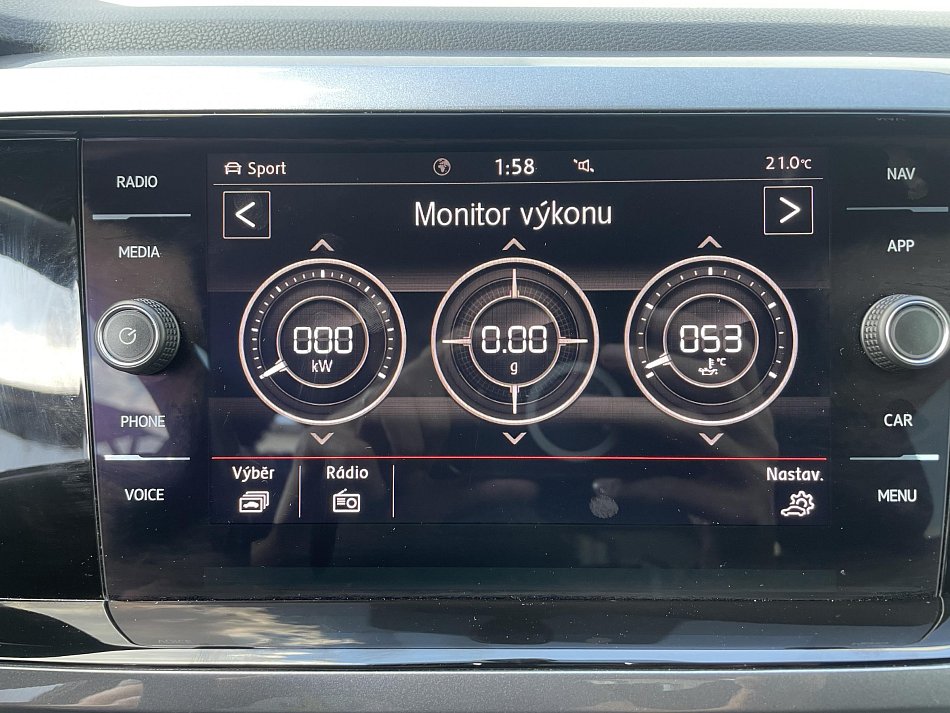 Sport 1:58 21.0°C
RADIO
NAV
< Monitor výkonu >
MEDIA
APP
000 0.00 053
kW g °C
PHONE
CAR
Výběr Rádio Nastav.
VOICE
MENU